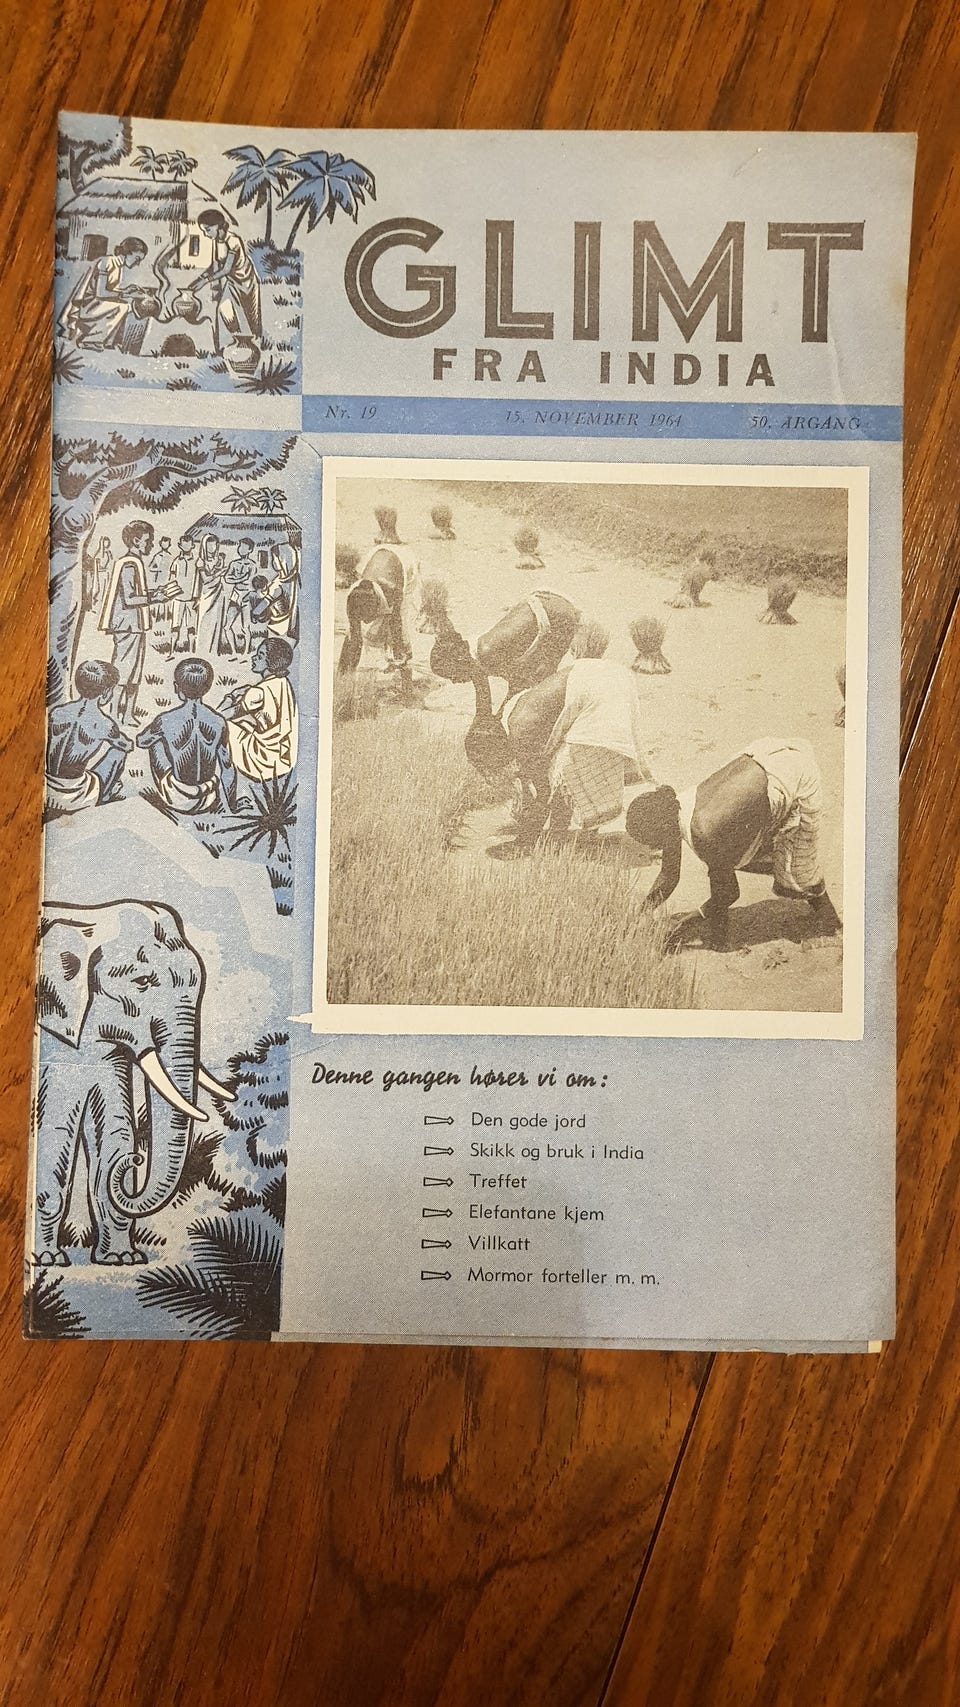 GLIMT
FRA INDIA
Nr. 19 15. NOVEMBER 1964 50. ÅRGANG
Denne gangen hører vi om:
Den gode jord
Skikk og bruk i India
Treffet
Elefantane kjem
Villkatt
Mormor forteller m. m.